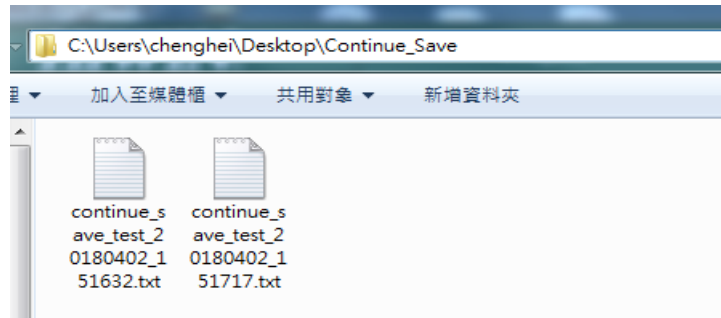 C:\Users\chenghei\Desktop\Continue_Save
理 加入至媒體櫃 共用對象 新增資料夾
continue_s
ave_test_2
0180402_1
51632.txt
continue_s
ave_test_2
0180402_1
51717.txt